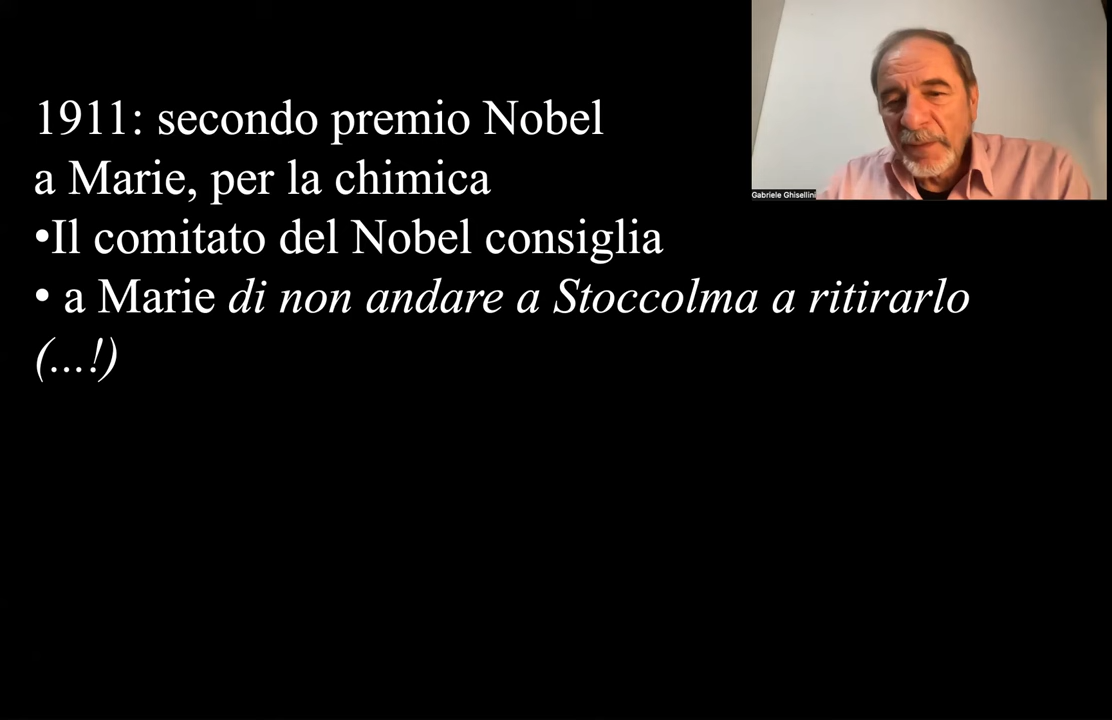 1911: secondo premio Nobel
a Marie, per la chimica
•Il comitato del Nobel consiglia
• a Marie di non andare a Stoccolma a ritirarlo
(...!)
Gabriele Ghisellini